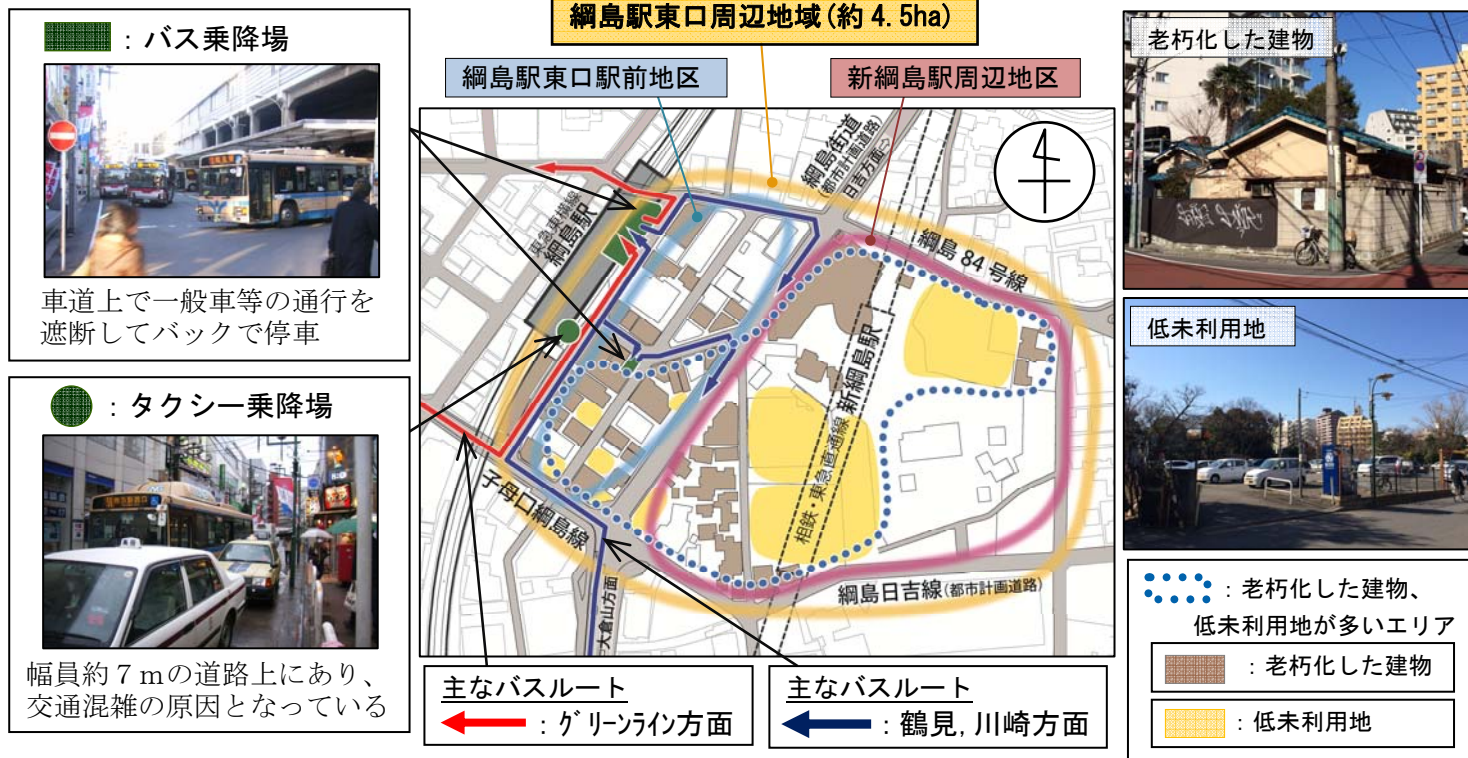 綱島駅東口周辺地域(約 4.5ha)
：バス乗降場
車道上で一般車等の通行を
遮断してバックで停車
：タクシー乗降場
幅員約７ｍの道路上にあり、
交通混雑の原因となっている
綱島駅東口駅前地区
新綱島駅周辺地区
東急東横線
綱島駅
綱島街道
(都市計画道路)
日吉方面⇨
綱島 84 号線
新綱島駅
相鉄・東急直通線
子母口綱島線
大倉山方面
綱島日吉線(都市計画道路)
主なバスルート
：グリーンライン方面
主なバスルート
：鶴見,川崎方面
老朽化した建物
低未利用地
：老朽化した建物、
低未利用地が多いエリア
：老朽化した建物
：低未利用地